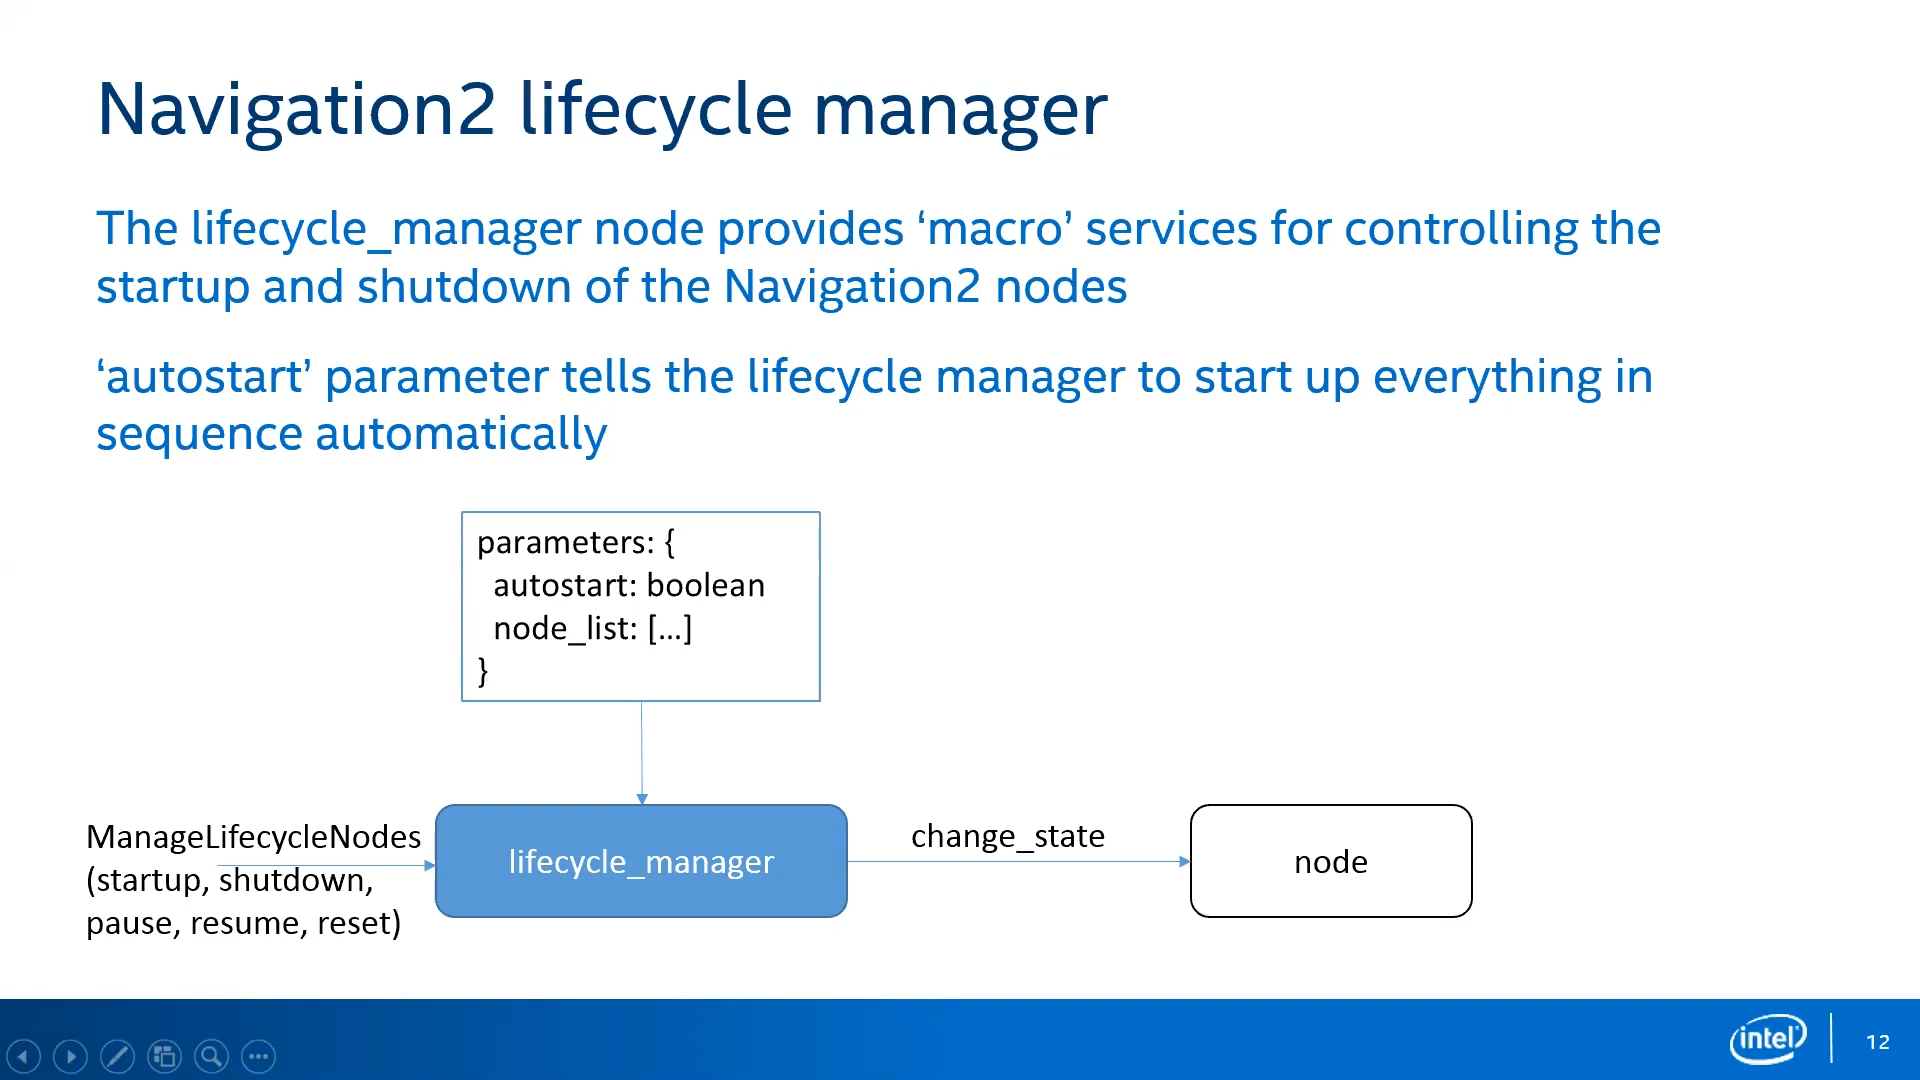 Navigation2 lifecycle manager
The lifecycle_manager node provides ‘macro’ services for controlling the
startup and shutdown of the Navigation2 nodes
‘autostart’ parameter tells the lifecycle manager to start up everything in
sequence automatically
parameters: {
autostart: boolean
node_list: [...]
}
ManageLifecycleNodes
(startup, shutdown,
pause, resume, reset)
lifecycle_manager
change_state
node
intel
12